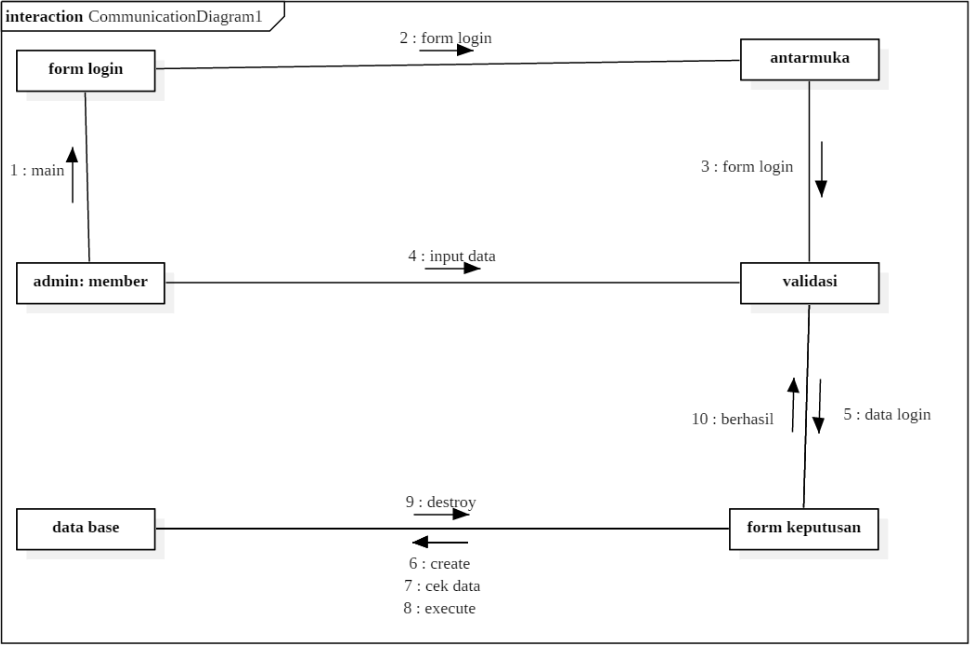 interaction CommunicationDiagram1
2 : form login
form login
antarmuka
1 : main
3 : form login
4 : input data
admin: member
validasi
10 : berhasil
5 : data login
9 : destroy
data base
form keputusan
6 : create
7 : cek data
8 : execute